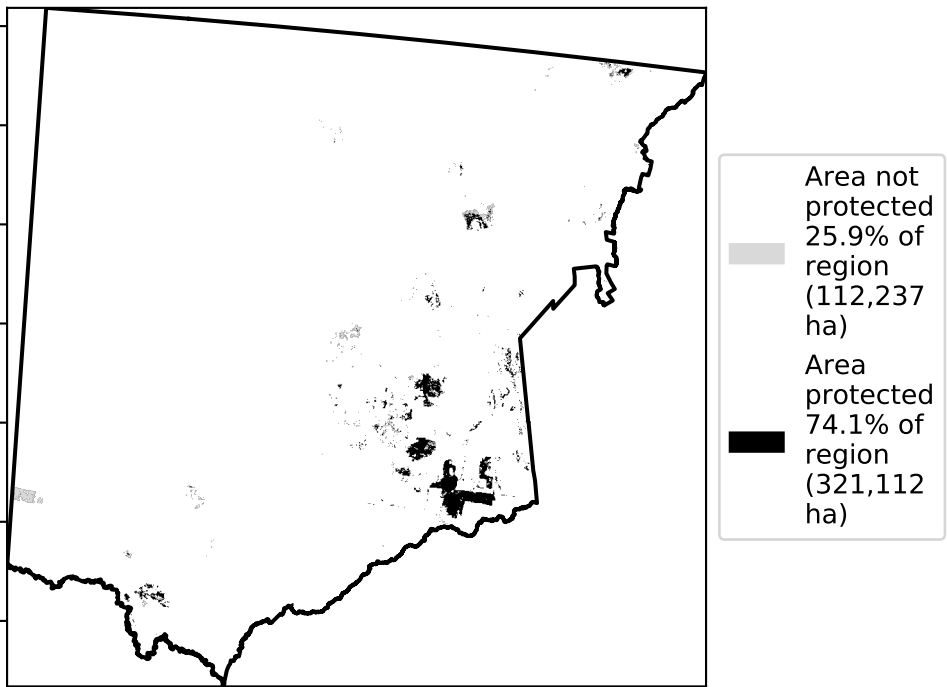 Area not
protected
25.9% of
region
(112,237
ha)
Area
protected
74.1% of
region
(321,112
ha)